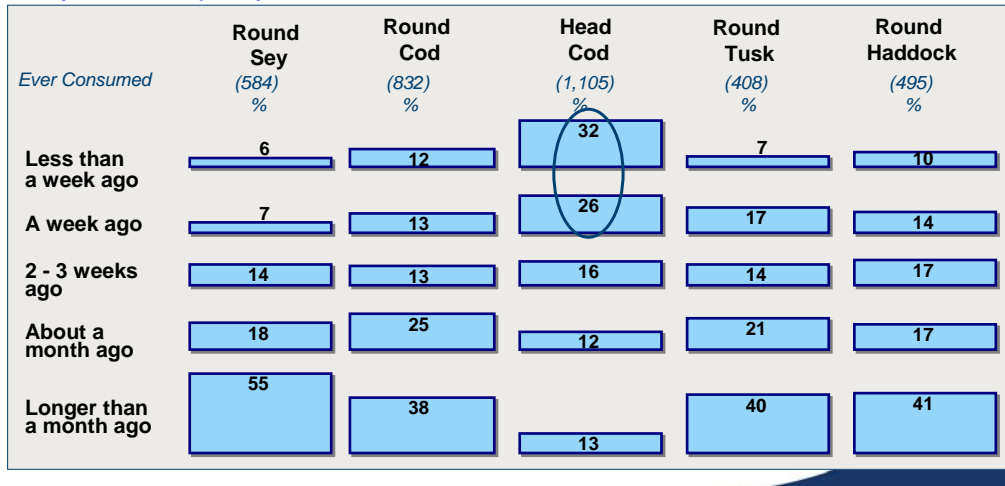 Round Sey
Round Cod
Head Cod
Round Tusk
Round Haddock
Ever Consumed
(584)
(832)
(1,105)
(408)
(495)
%
%
%
%
%
Less than
a week ago
6
12
32
7
10
A week ago
7
13
26
17
14
2 - 3 weeks
ago
14
13
16
14
17
About a
month ago
18
25
12
21
17
Longer than
a month ago
55
38
13
40
41